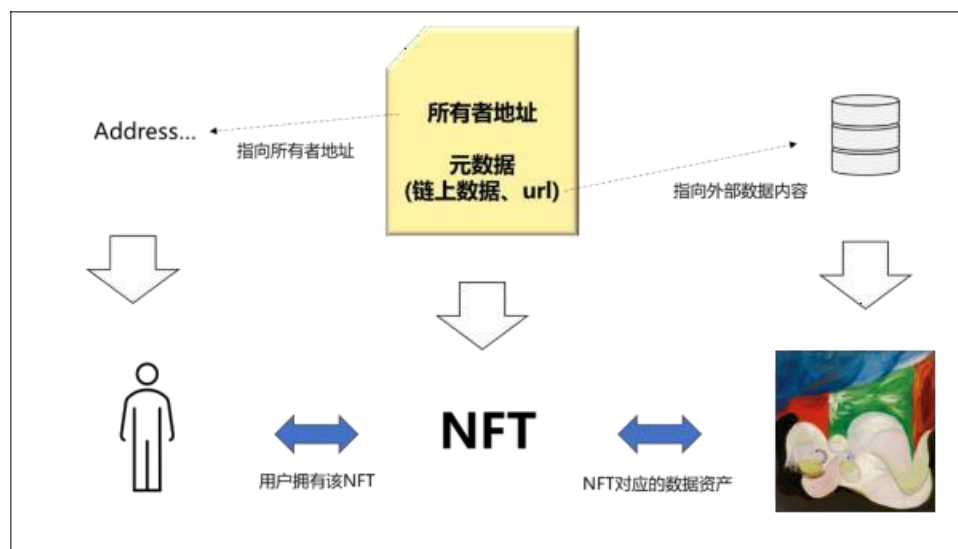 所有者地址
Address...
指向所有者地址
元数据
(链上数据、url)
指向外部数据内容
NFT
用户拥有该NFT
NFT对应的数据资产